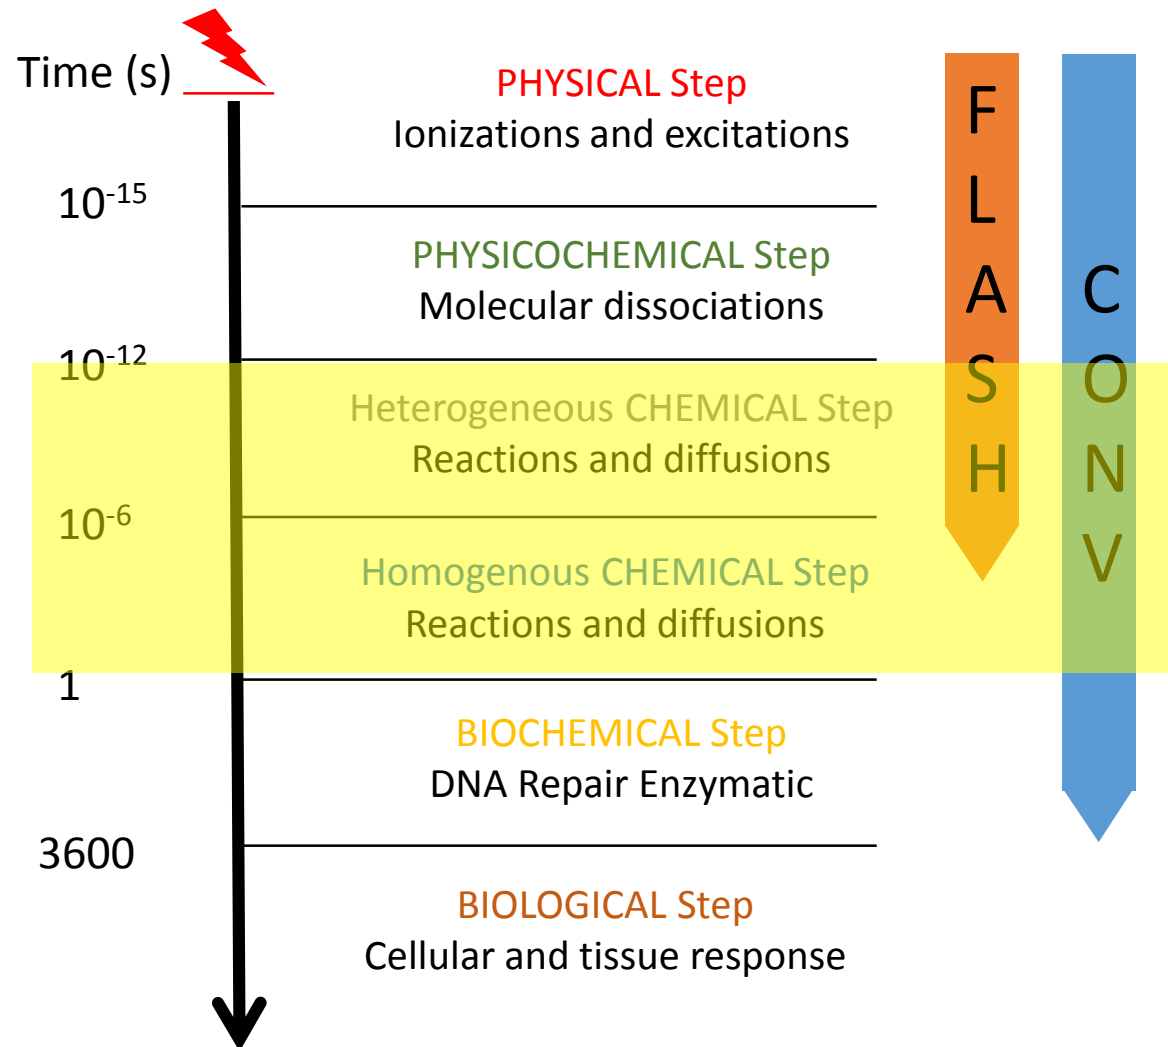 Time (s)
PHYSICAL Step
Ionizations and excitations
10-15
PHYSICOCHEMICAL Step
Molecular dissociations
10-12
Heterogeneous CHEMICAL Step
Reactions and diffusions
10-6
Homogenous CHEMICAL Step
Reactions and diffusions
1
BIOCHEMICAL Step
DNA Repair Enzymatic
3600
BIOLOGICAL Step
Cellular and tissue response
FLASH
CONV